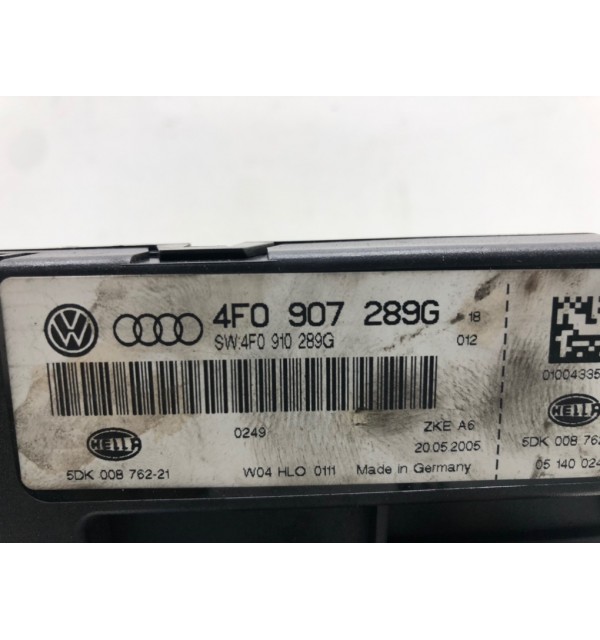 4F0 907 289G 18
SW:4F0 910 289G 012
0249 ZKE A6
HELLA 20.05.2005
5DK 008 762-21 W04 HLO 0111 Made in Germany
01004335
HELLA
5DK 008 762
05 140 024